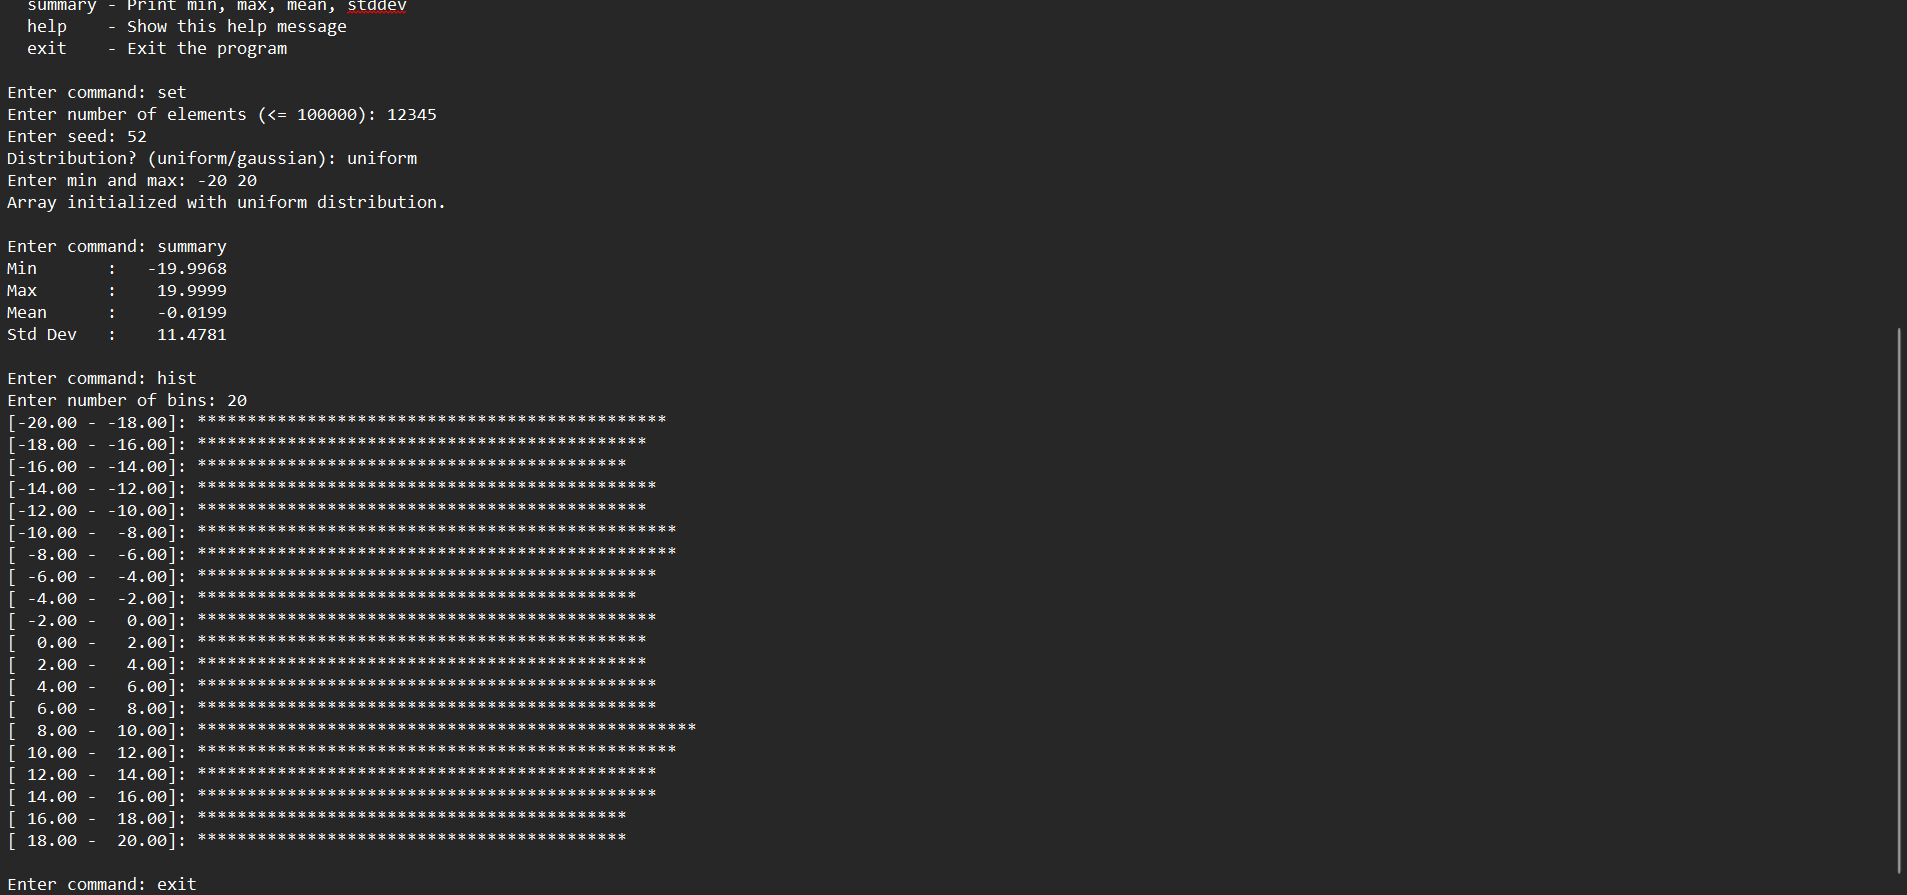 summary - Print min, max, mean, stddev
help    - Show this help message
exit    - Exit the program
Enter command: set
Enter number of elements (<= 100000): 12345
Enter seed: 52
Distribution? (uniform/gaussian): uniform
Enter min and max: -20 20
Array initialized with uniform distribution.
Enter command: summary
Min       :   -19.9968
Max       :    19.9999
Mean      :    -0.0199
Std Dev   :    11.4781
Enter command: hist
Enter number of bins: 20
[-20.00 - -18.00]: ***********************************************
[-18.00 - -16.00]: *********************************************
[-16.00 - -14.00]: *******************************************
[-14.00 - -12.00]: **********************************************
[-12.00 - -10.00]: *********************************************
[-10.00 -  -8.00]: ************************************************
[ -8.00 -  -6.00]: ************************************************
[ -6.00 -  -4.00]: **********************************************
[ -4.00 -  -2.00]: ********************************************
[ -2.00 -   0.00]: **********************************************
[  0.00 -   2.00]: *********************************************
[  2.00 -   4.00]: *********************************************
[  4.00 -   6.00]: **********************************************
[  6.00 -   8.00]: **********************************************
[  8.00 -  10.00]: **************************************************
[ 10.00 -  12.00]: ************************************************
[ 12.00 -  14.00]: **********************************************
[ 14.00 -  16.00]: **********************************************
[ 16.00 -  18.00]: *******************************************
[ 18.00 -  20.00]: *******************************************
Enter command: exit